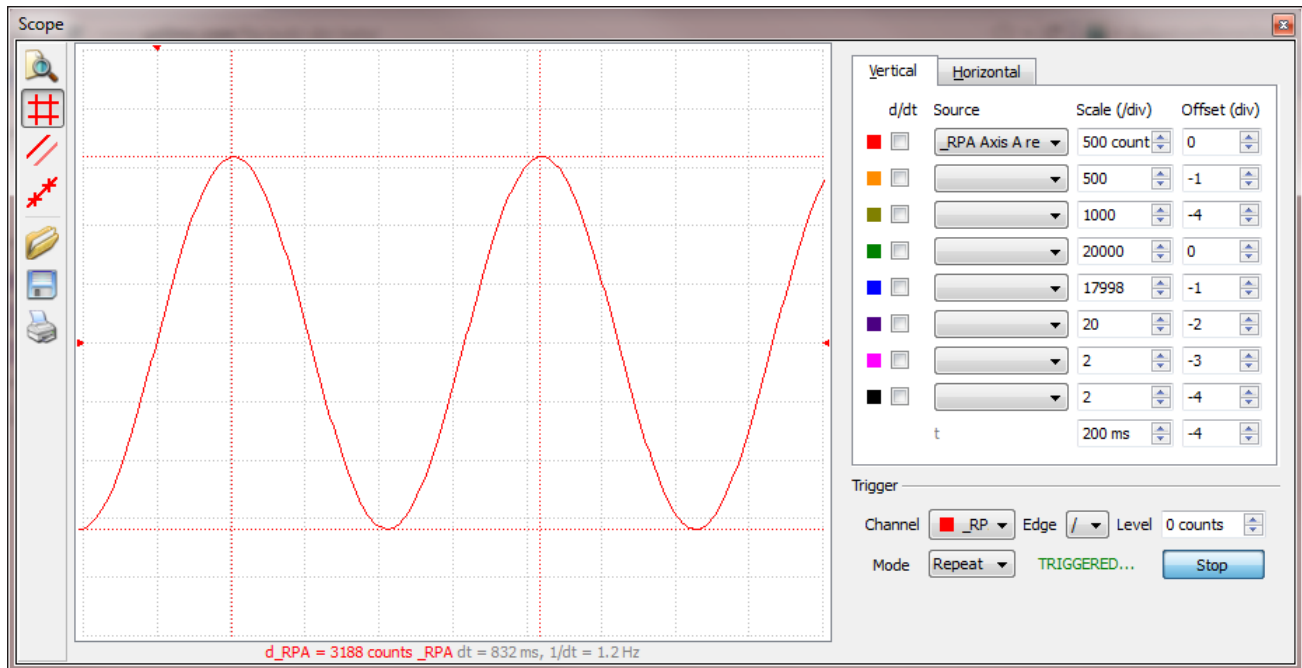 Scope
Vertical Horizontal
d/dt Source Scale (/div) Offset (div)
_RPA Axis A re 500 count 0
500 -1
1000 -4
20000 0
17998 -1
20 -2
2 -3
2 -4
t 200 ms -4
Trigger
Channel _RP Edge / Level 0 counts
Mode Repeat TRIGGERED... Stop
d_RPA = 3188 counts _RPA dt = 832 ms, 1/dt = 1.2 Hz